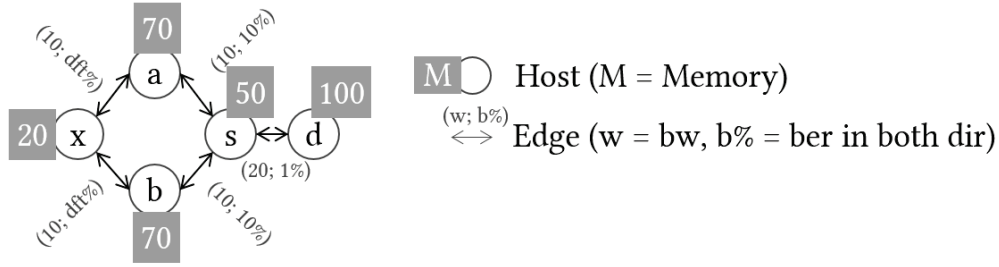 70
(10; dft%)
(10; 10%)
a
50
100
20
x
s
d
(20; 1%)
(10; dft%)
b
(10; 10%)
70
M
Host (M = Memory)
(w; b%)
Edge (w = bw, b% = ber in both dir)